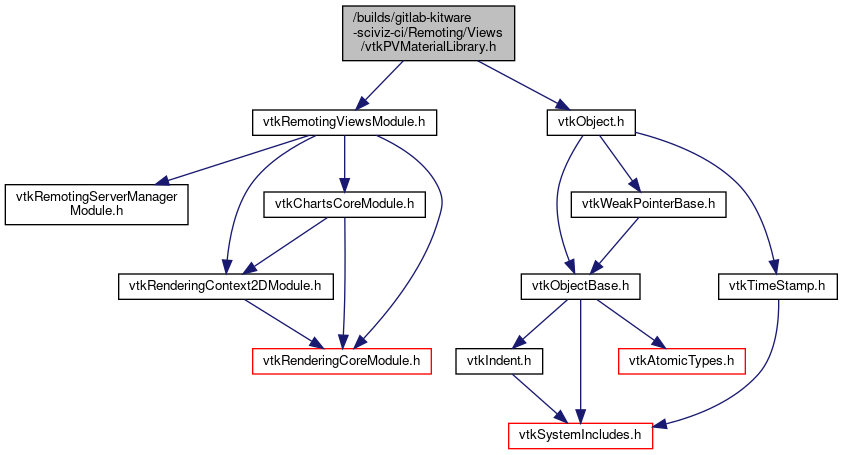 /builds/gitlab-kitware
-sciviz-ci/Remoting/Views
/vtkPVMaterialLibrary.h
vtkRemotingViewsModule.h
vtkObject.h
vtkRemotingServerManager
Module.h
vtkChartsCoreModule.h
vtkWeakPointerBase.h
vtkRenderingContext2DModule.h
vtkObjectBase.h
vtkTimeStamp.h
vtkRenderingCoreModule.h
vtkIndent.h
vtkAtomicTypes.h
vtkSystemIncludes.h